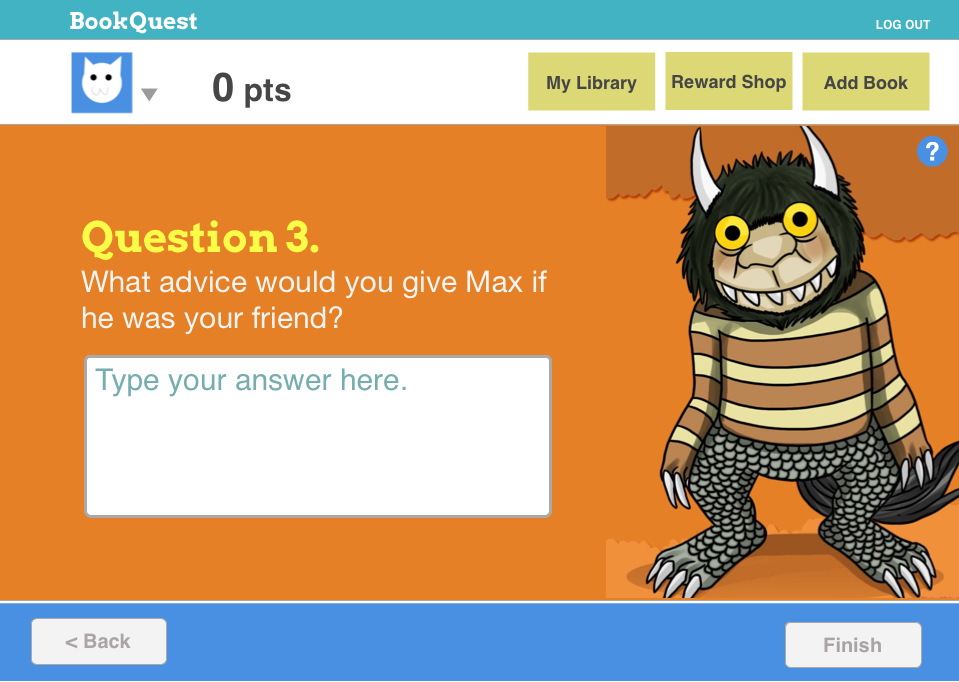 BookQuest
LOG OUT
0 pts
My Library
Reward Shop
Add Book
?
Question 3.
What advice would you give Max if
he was your friend?
Type your answer here.
< Back
Finish